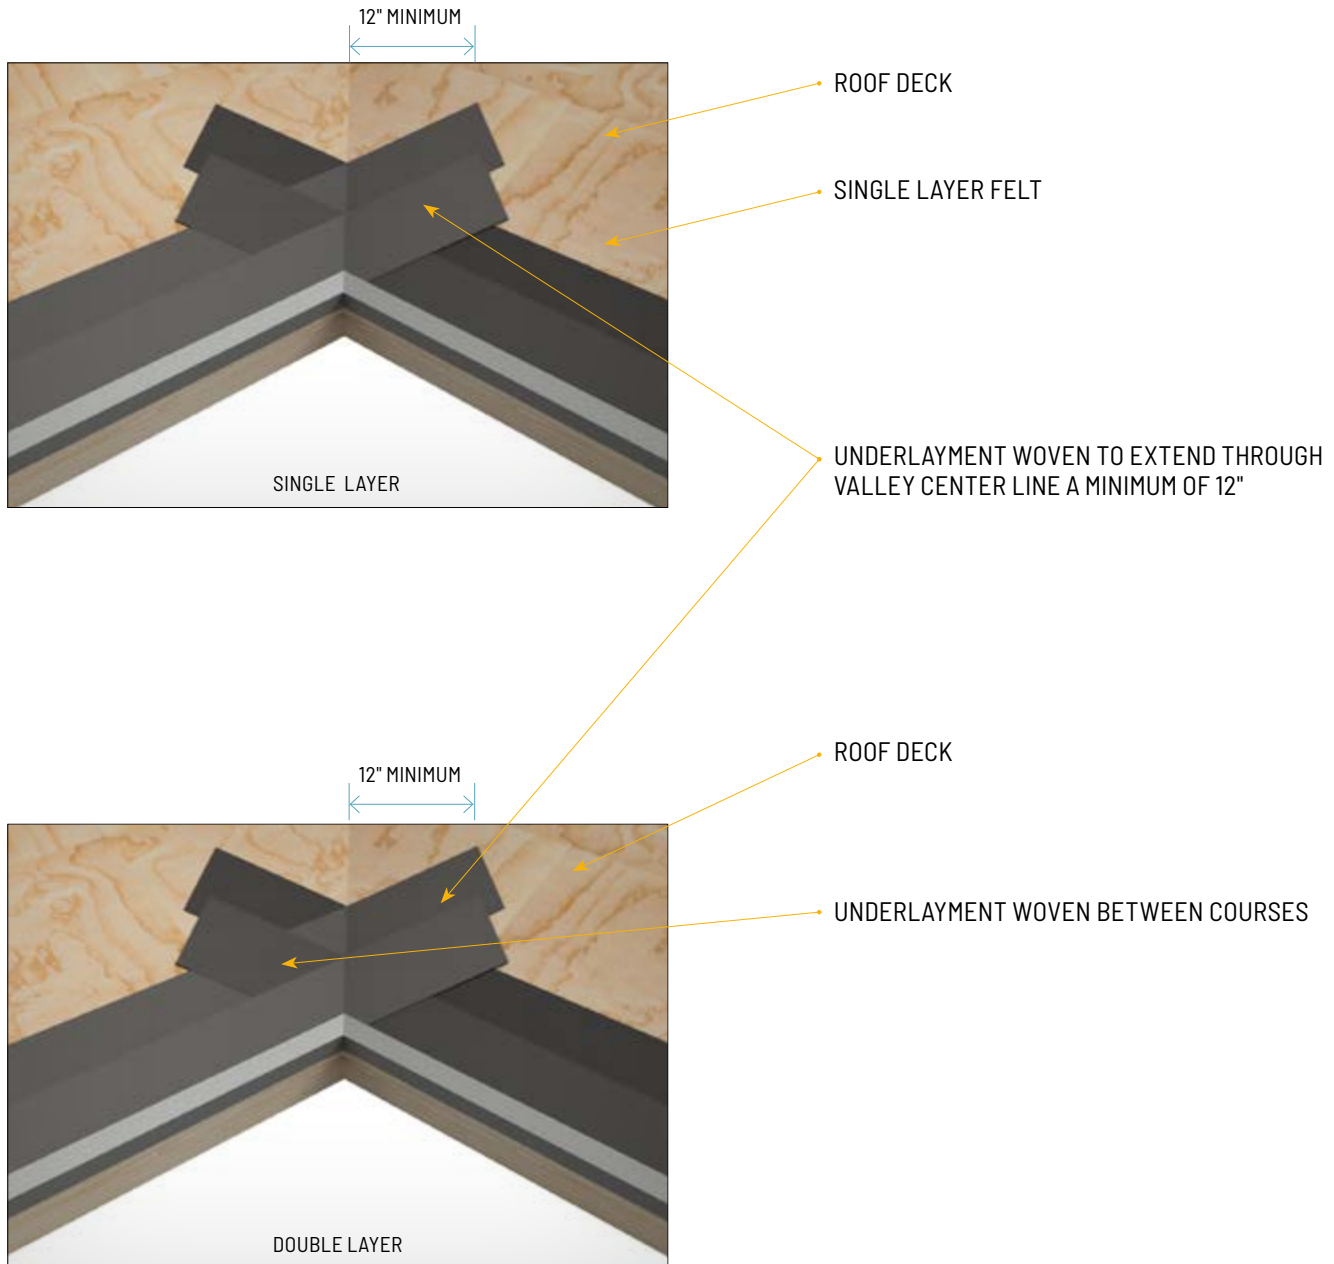 12" MINIMUM
ROOF DECK
SINGLE LAYER FELT
UNDERLAYMENT WOVEN TO EXTEND THROUGH
VALLEY CENTER LINE A MINIMUM OF 12"
SINGLE LAYER
12" MINIMUM
ROOF DECK
UNDERLAYMENT WOVEN BETWEEN COURSES
DOUBLE LAYER